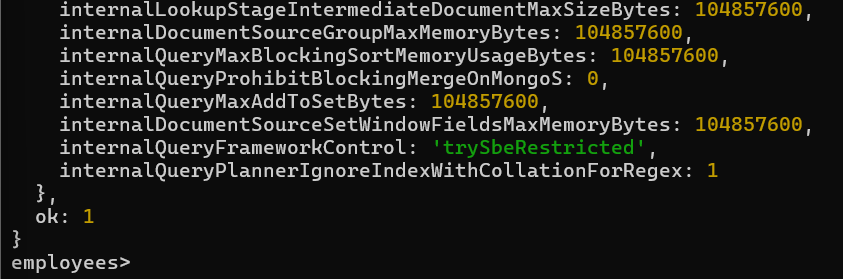 internalLookupStageIntermediateDocumentMaxSizeBytes: 104857600,
internalDocumentSourceGroupMaxMemoryBytes: 104857600,
internalQueryMaxBlockingSortMemoryUsageBytes: 104857600,
internalQueryProhibitBlockingMergeOnMongoS: 0,
internalQueryMaxAddToSetBytes: 104857600,
internalDocumentSourceSetWindowFieldsMaxMemoryBytes: 104857600,
internalQueryFrameworkControl: 'trySbeRestricted',
internalQueryPlannerIgnoreIndexWithCollationForRegex: 1
},
ok: 1
}
employees>